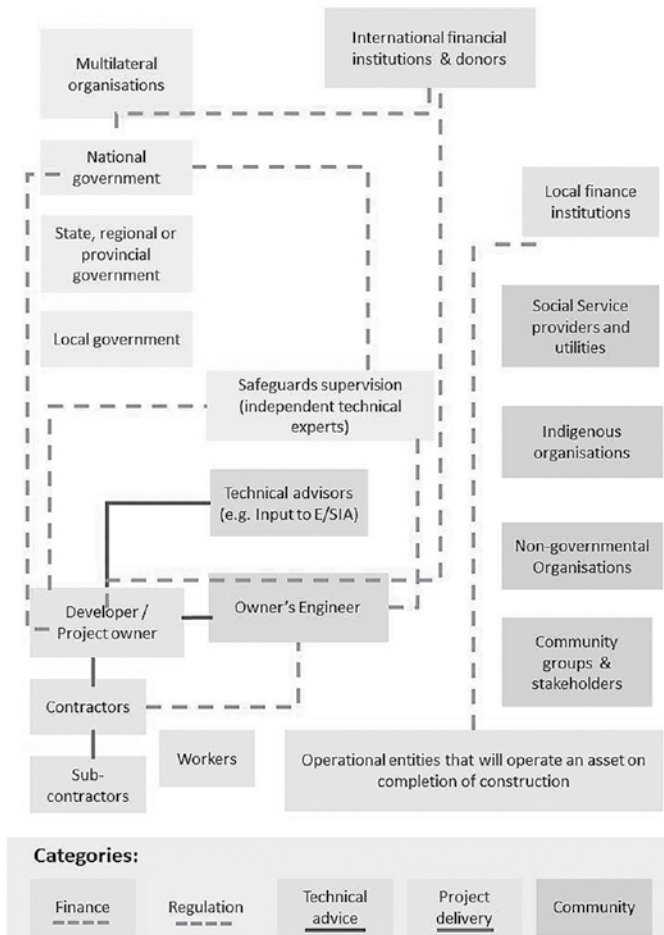 International financial
institutions & donors
Multilateral
organisations
National
government
Local finance
institutions
State, regional or
provincial
government
Social Service
providers and
utilities
Local government
Safeguards supervision
(independent technical
experts)
Indigenous
organisations
Technical advisors
(e.g. Input to E/SIA)
Non-governmental
Organisations
Developer /
Project owner
Owner's Engineer
Community
groups &
stakeholders
Contractors
Workers
Operational entities that will operate an asset on
completion of construction
Sub-
contractors
Categories:
Finance
Regulation
Technical
advice
Project
delivery
Community